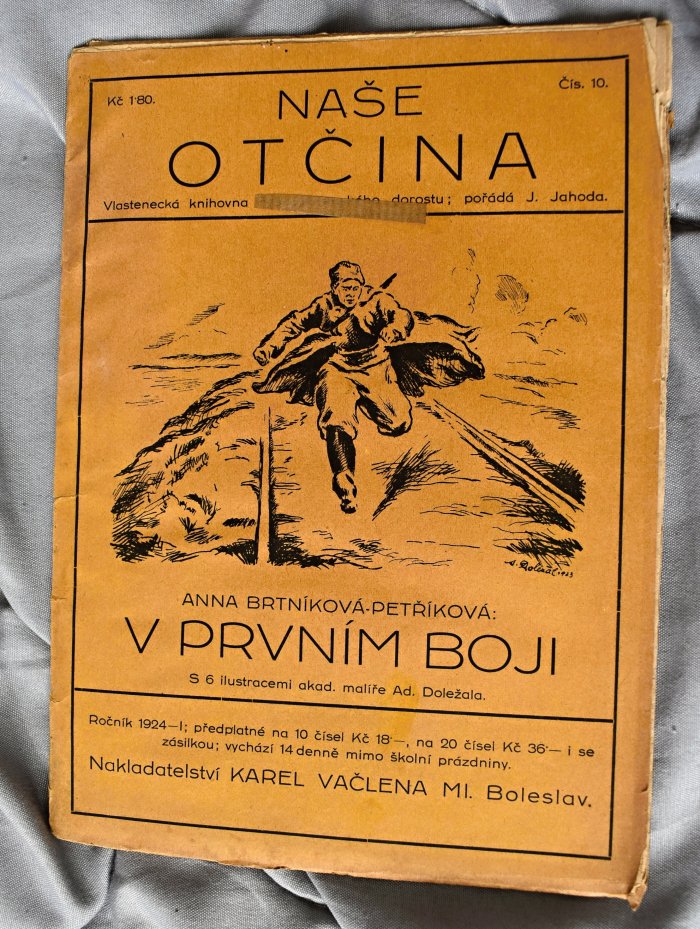 Kč 1·80.
Čís. 10.
NAŠE
OTČINA
Vlastenecká knihovna dorostu; pořádá J. Jahoda.
ANNA BRTNÍKOVÁ-PETŘÍKOVÁ:
V PRVNÍM BOJI
S 6 ilustracemi akad. malíře Ad. Doležala.
Ročník 1924—I; předplatné na 10 čísel Kč 18·—, na 20 čísel Kč 36·— i se
zásilkou; vychází 14 denně mimo školní prázdniny.
Nakladatelství KAREL VAČLENA Ml. Boleslav.